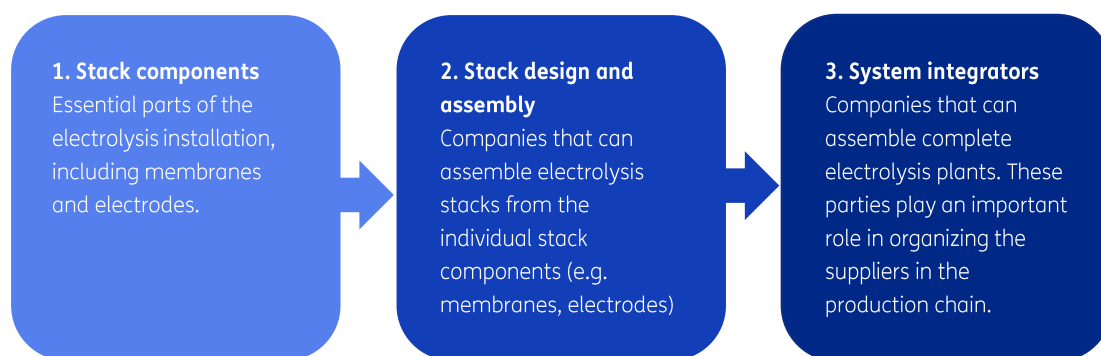 1. Stack components
Essential parts of the
electrolysis installation,
including membranes
and electrodes.
2. Stack design and
assembly
Companies that can
assemble electrolysis
stacks from the
individual stack
components (e.g.
membranes, electrodes)
3. System integrators
Companies that can
assemble complete
electrolysis plants. These
parties play an important
role in organizing the
suppliers in the
production chain.